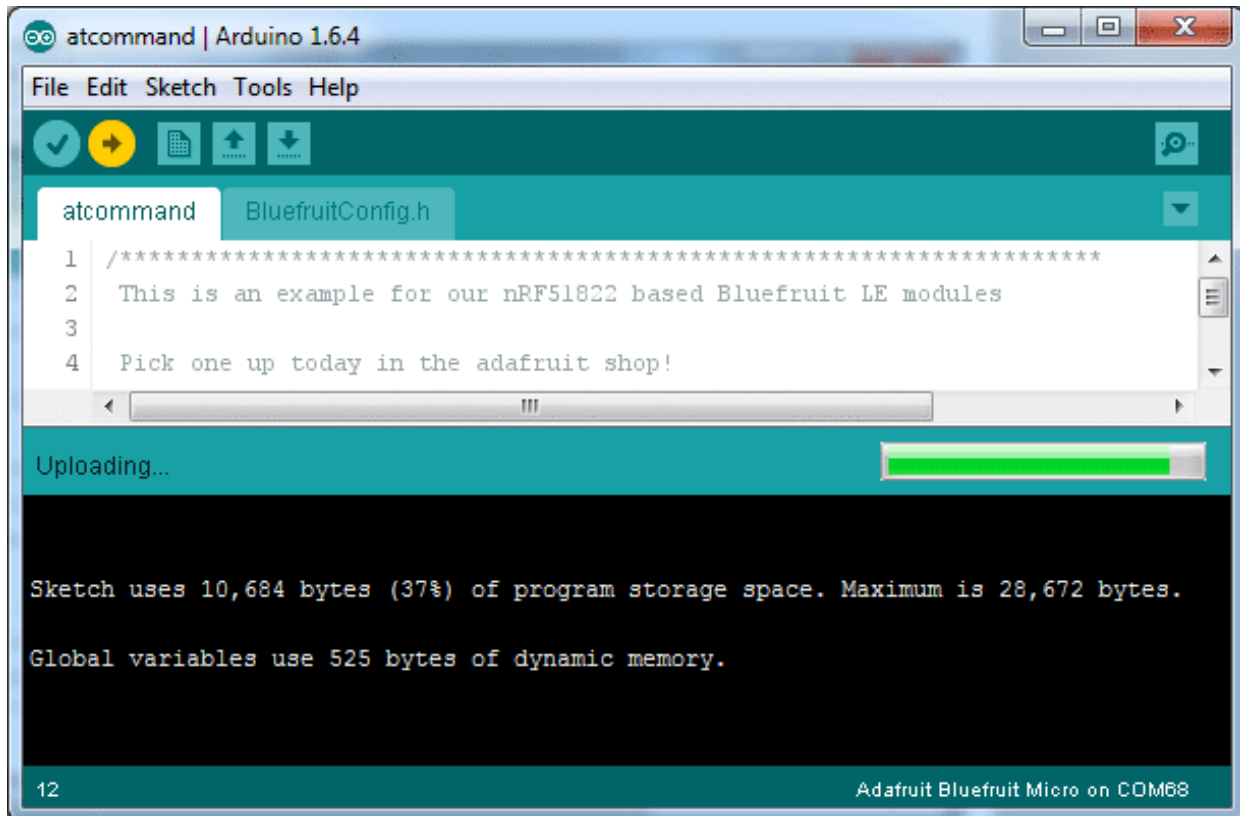 atcommand | Arduino 1.6.4
File Edit Sketch Tools Help
atcommand BluefruitConfig.h
1 /*********************************************************************
2 This is an example for our nRF51822 based Bluefruit LE modules
3
4 Pick one up today in the adafruit shop!
Uploading...
Sketch uses 10,684 bytes (37%) of program storage space. Maximum is 28,672 bytes.
Global variables use 525 bytes of dynamic memory.
12 Adafruit Bluefruit Micro on COM68